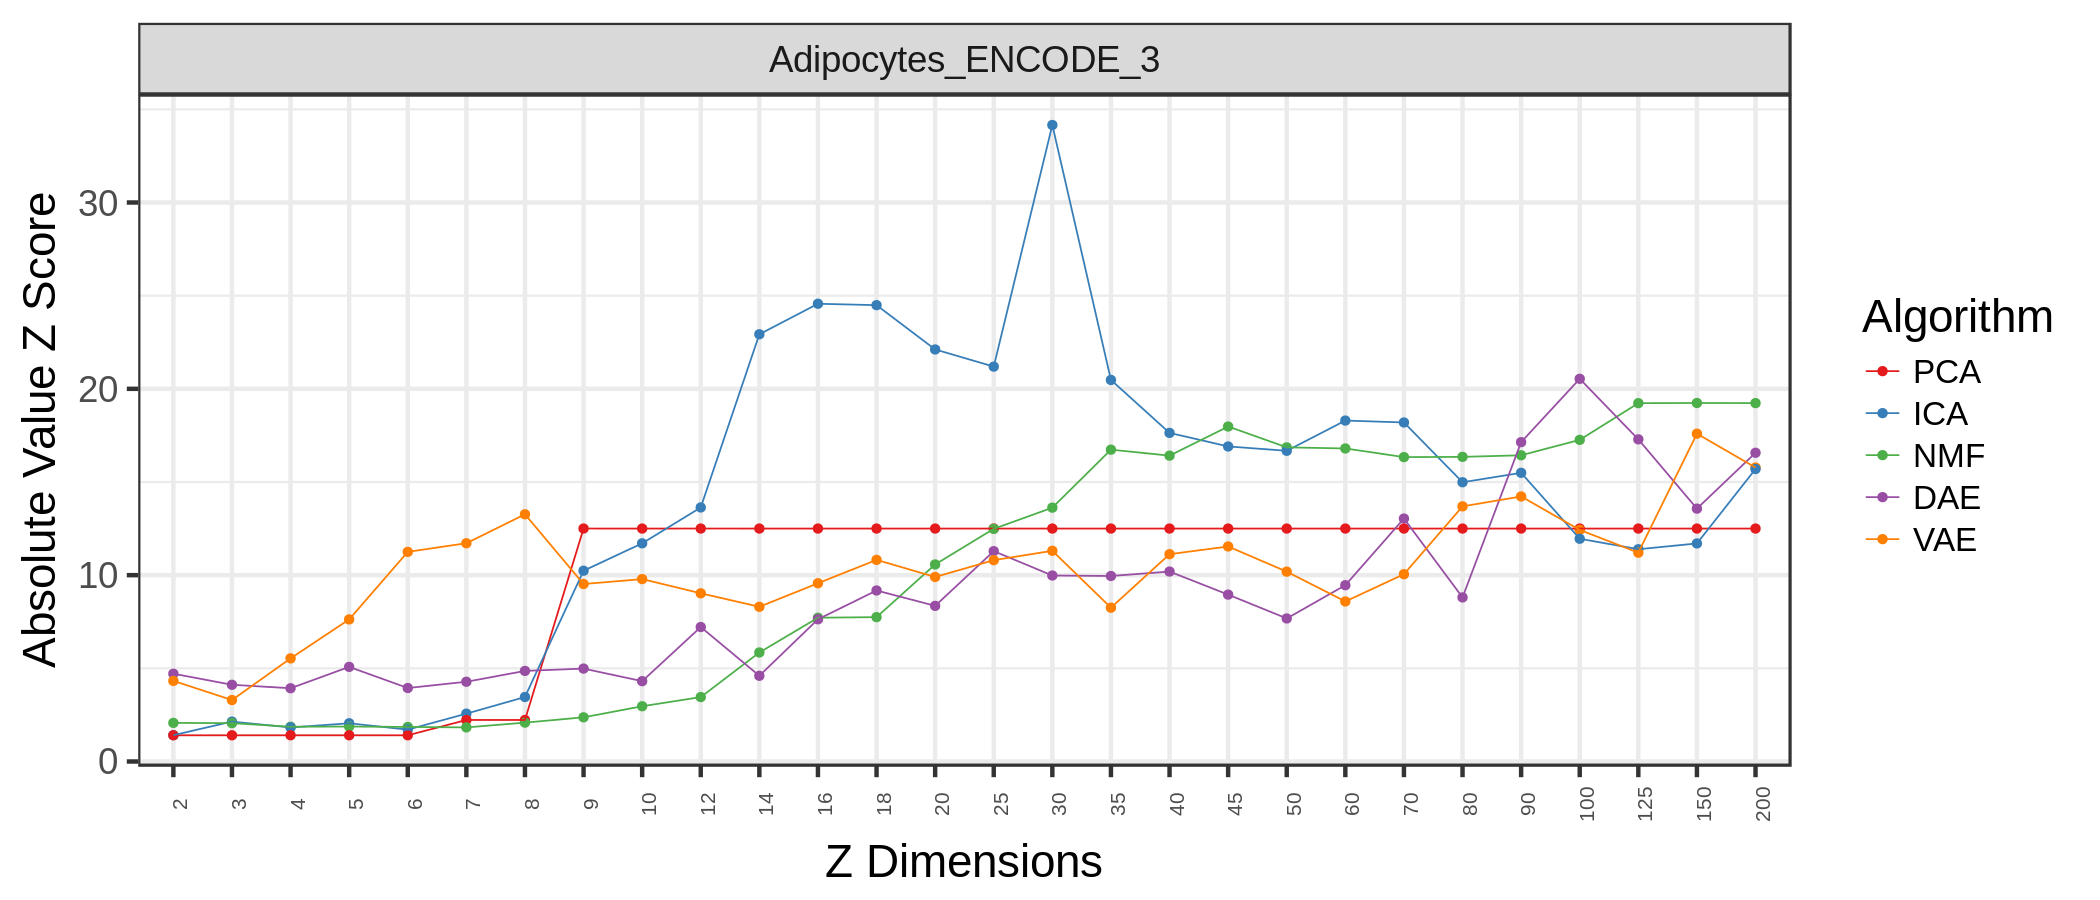 Adipocytes_ENCODE_3
Absolute Value Z Score
30
20
10
0
2 3 4 5 6 7 8 9 10 12 14 16 18 20 25 30 35 40 45 50 60 70 80 90 100 125 150 200
Z Dimensions
Algorithm
PCA
ICA
NMF
DAE
VAE